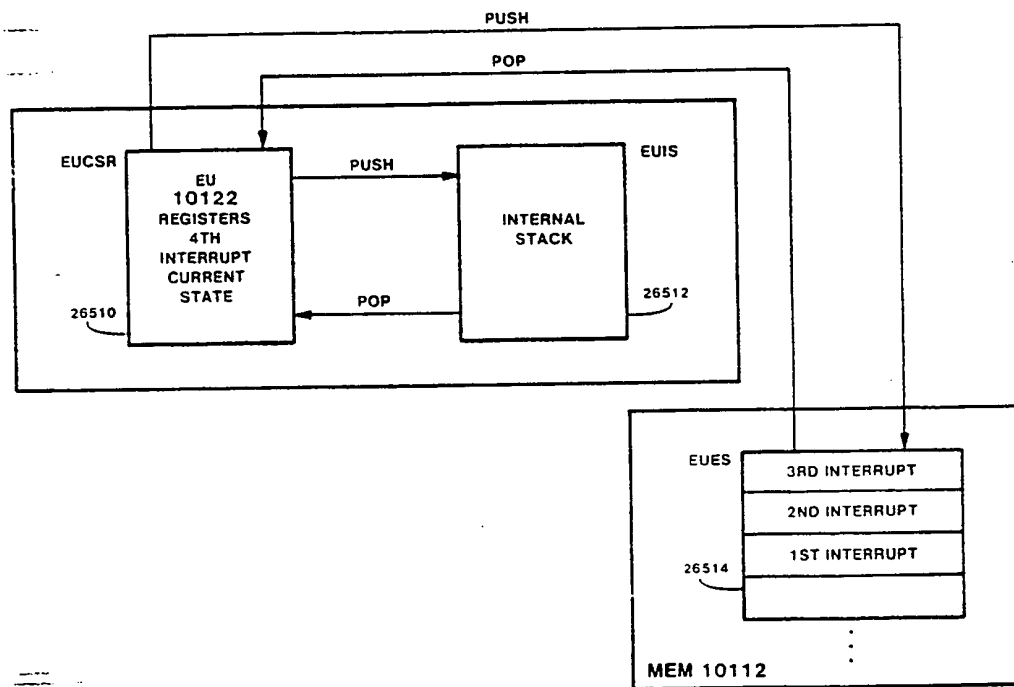 PUSH
POP
EUCSR
EU
10122
REGISTERS
4TH
INTERRUPT
CURRENT
STATE
26510
PUSH
POP
INTERNAL
STACK
EUIS
26512
EUES
3RD INTERRUPT
2ND INTERRUPT
1ST INTERRUPT
26514
MEM 10112